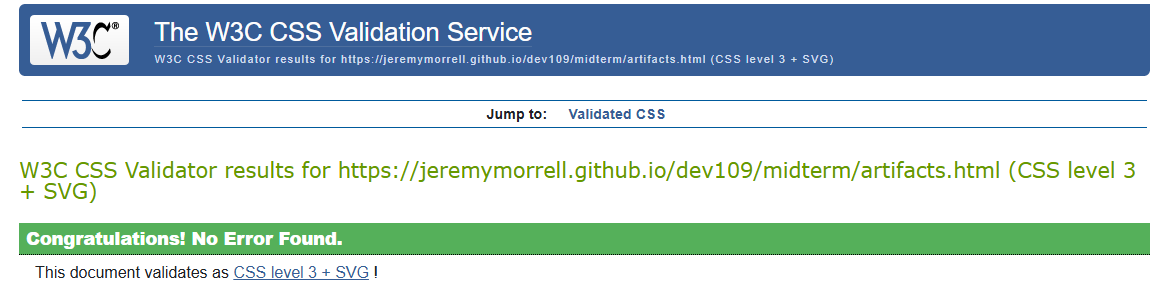 W3C®
The W3C CSS Validation Service
W3C CSS Validator results for https://jeremymorrell.github.io/dev109/midterm/artifacts.html (CSS level 3 + SVG)
Jump to: Validated CSS
W3C CSS Validator results for https://jeremymorrell.github.io/dev109/midterm/artifacts.html (CSS level 3
+ SVG)
Congratulations! No Error Found.
This document validates as CSS level 3 + SVG !